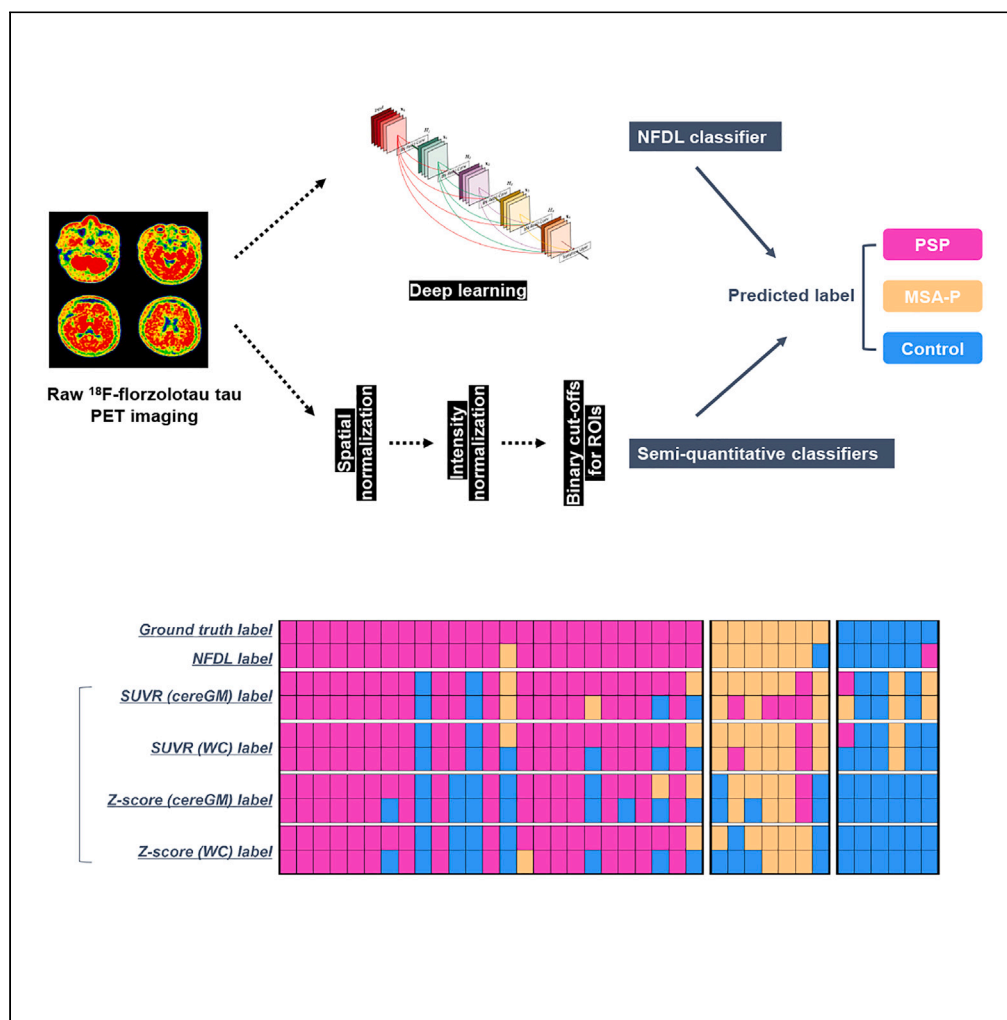 NFDL classifier
Deep learning
PSP
Predicted label
MSA-P
Control
Raw ¹⁸F-florzolotau tau
PET imaging
Spatial
normalization
Intensity
normalization
Binary cut-offs
for ROIs
Semi-quantitative classifiers
Ground truth label
NFDL label
SUVR (cereGM) label
SUVR (WC) label
Z-score (cereGM) label
Z-score (WC) label